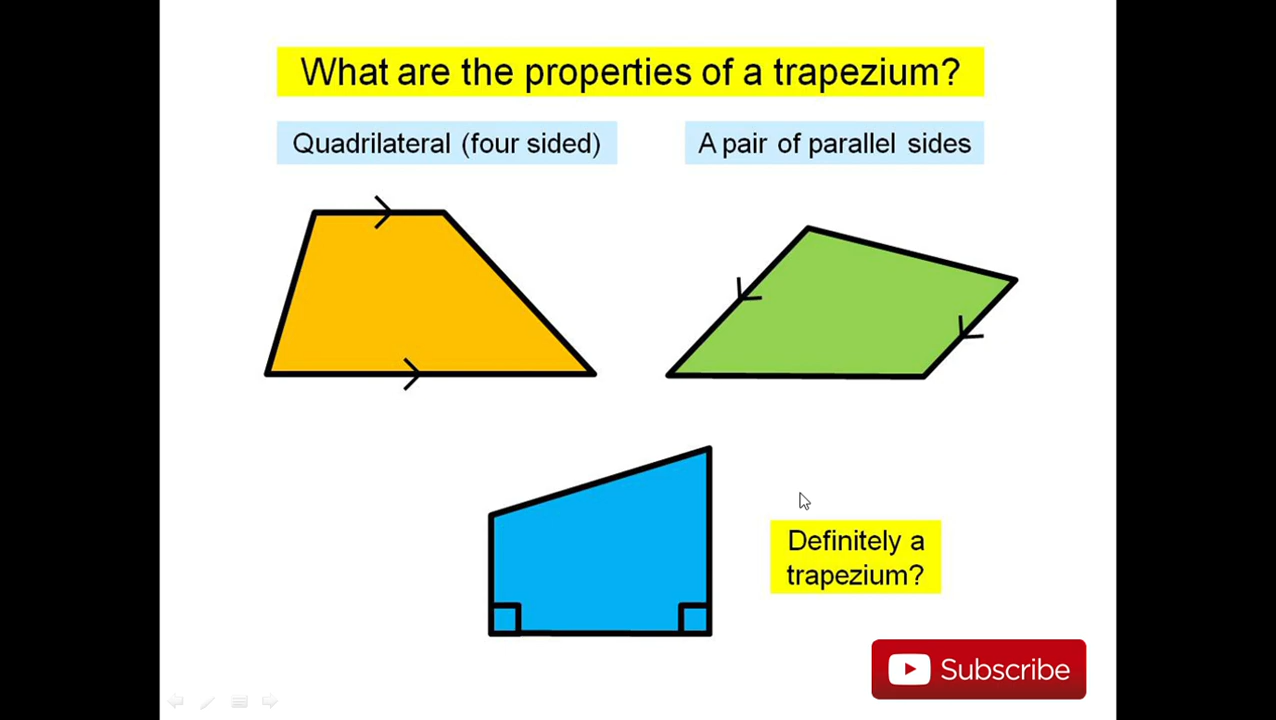 What are the properties of a trapezium?
Quadrilateral (four sided)
A pair of parallel sides
Definitely a
trapezium?
Subscribe